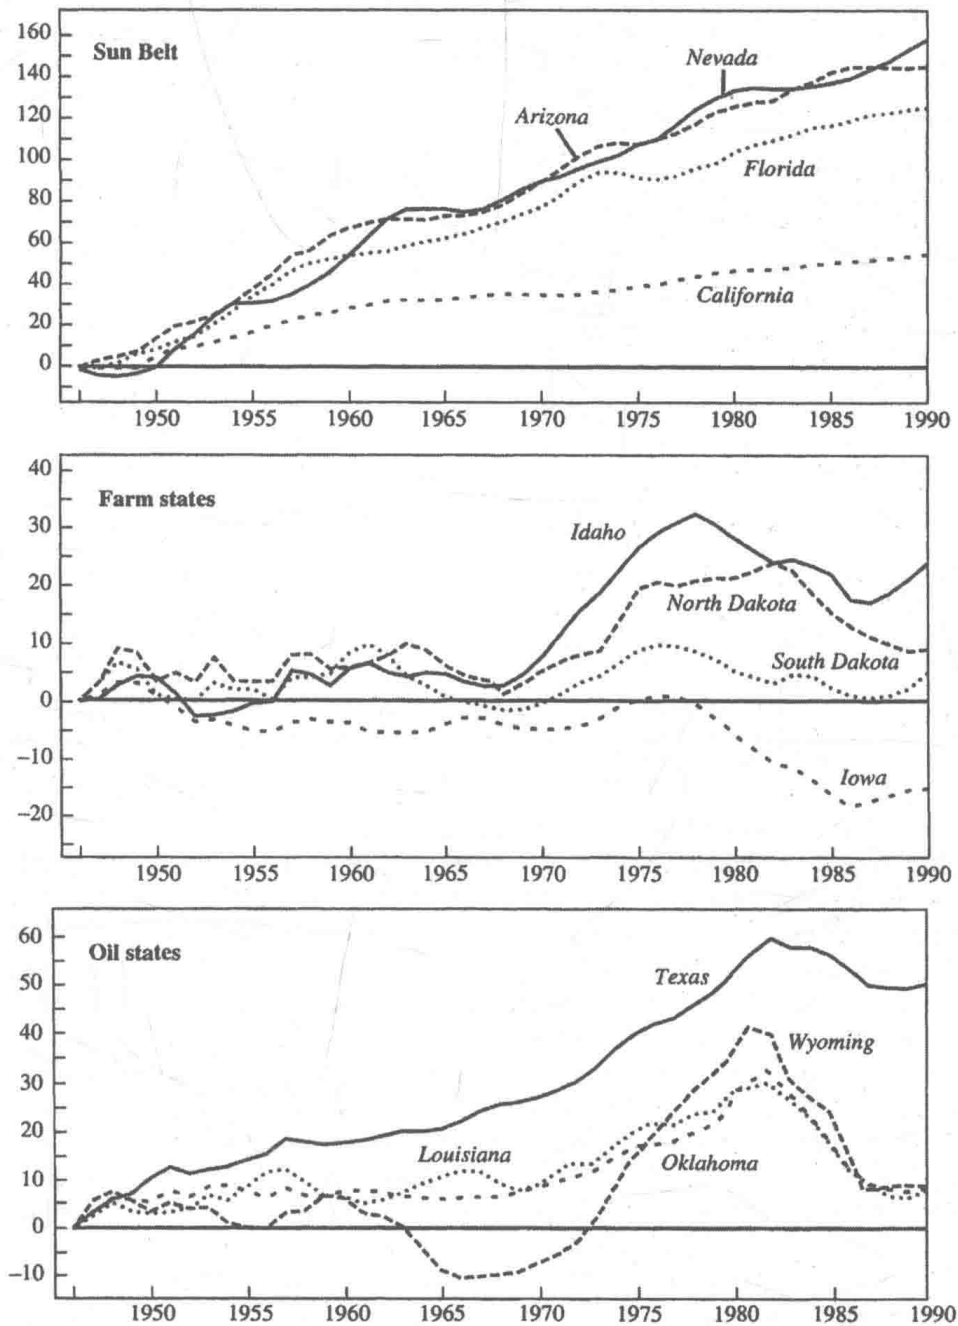 160
Sun Belt
Nevada
140
120
Arizona
100
Florida
80
60
40
California
20
0
1950 1955 1960 1965 1970 1975 1980 1985 1990
40
Farm states
30
Idaho
20
North Dakota
10
South Dakota
0
-10
Iowa
-20
1950 1955 1960 1965 1970 1975 1980 1985 1990
60
Oil states
Texas
50
40
Wyoming
30
20
Louisiana
Oklahoma
10
0
-10
1950 1955 1960 1965 1970 1975 1980 1985 1990